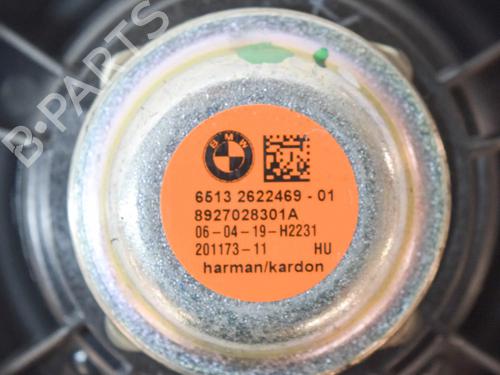 B-PARTS
BMW
6513 2622469 - 01
8927028301A
06-04-19-H2231
201173-11 HU
harman/kardon